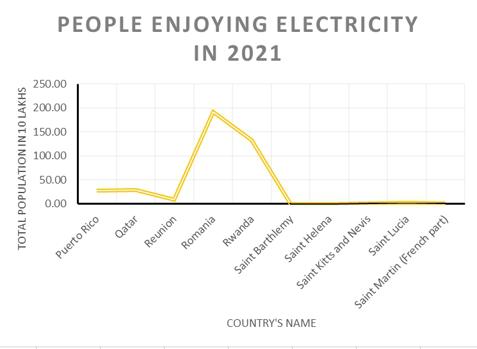 PEOPLE ENJOYING ELECTRICITY
IN 2021
TOTAL POPULATION IN 10 LAKHS
250.00
200.00
150.00
100.00
50.00
0.00
Puerto Rico
Qatar
Reunion
Romania
Rwanda
Saint Barthlemy
Saint Helena
Saint Kitts and Nevis
Saint Lucia
Saint Martin (French part)
COUNTRY'S NAME